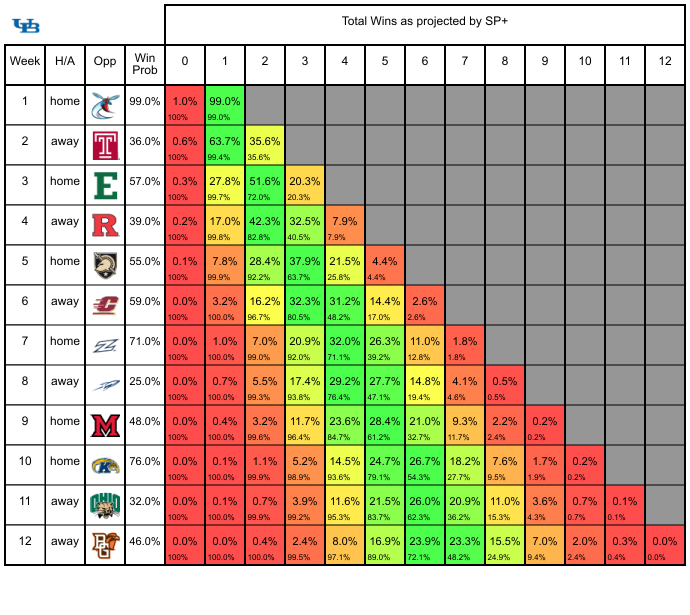 UB
Total Wins as projected by SP+
Week H/A Opp Win Prob 0 1 2 3 4 5 6 7 8 9 10 11 12
1 home 99.0% 1.0% 99.0%
100% 99.0%
2 away T 36.0% 0.6% 63.7% 35.6%
100% 99.4% 35.6%
3 home E 57.0% 0.3% 27.8% 51.6% 20.3%
100% 99.7% 72.0% 20.3%
4 away R 39.0% 0.2% 17.0% 42.3% 32.5% 7.9%
100% 99.8% 82.8% 40.5% 7.9%
5 home 55.0% 0.1% 7.8% 28.4% 37.9% 21.5% 4.4%
100% 99.9% 92.2% 63.7% 25.8% 4.4%
6 away C 59.0% 0.0% 3.2% 16.2% 32.3% 31.2% 14.4% 2.6%
100% 100.0% 96.7% 80.5% 48.2% 17.0% 2.6%
7 home Z 71.0% 0.0% 1.0% 7.0% 20.9% 32.0% 26.3% 11.0% 1.8%
100% 100.0% 99.0% 92.0% 71.1% 39.2% 12.8% 1.8%
8 away 25.0% 0.0% 0.7% 5.5% 17.4% 29.2% 27.7% 14.8% 4.1% 0.5%
100% 100.0% 99.3% 93.8% 76.4% 47.1% 19.4% 4.6% 0.5%
9 home M 48.0% 0.0% 0.4% 3.2% 11.7% 23.6% 28.4% 21.0% 9.3% 2.2% 0.2%
100% 100.0% 99.6% 96.4% 84.7% 61.2% 32.7% 11.7% 2.4% 0.2%
10 home K 76.0% 0.0% 0.1% 1.1% 5.2% 14.5% 24.7% 26.7% 18.2% 7.6% 1.7% 0.2%
100% 100.0% 99.9% 98.9% 93.6% 79.1% 54.3% 27.7% 9.5% 1.9% 0.2%
11 away OHIO 32.0% 0.0% 0.1% 0.7% 3.9% 11.6% 21.5% 26.0% 20.9% 11.0% 3.6% 0.7% 0.1%
100% 100.0% 99.9% 99.2% 95.3% 83.7% 62.3% 36.2% 15.3% 4.3% 0.7% 0.1%
12 away BG 46.0% 0.0% 0.0% 0.4% 2.4% 8.0% 16.9% 23.9% 23.3% 15.5% 7.0% 2.0% 0.3% 0.0%
100% 100.0% 100.0% 99.5% 97.1% 89.0% 72.1% 48.2% 24.9% 9.4% 2.4% 0.4% 0.0%